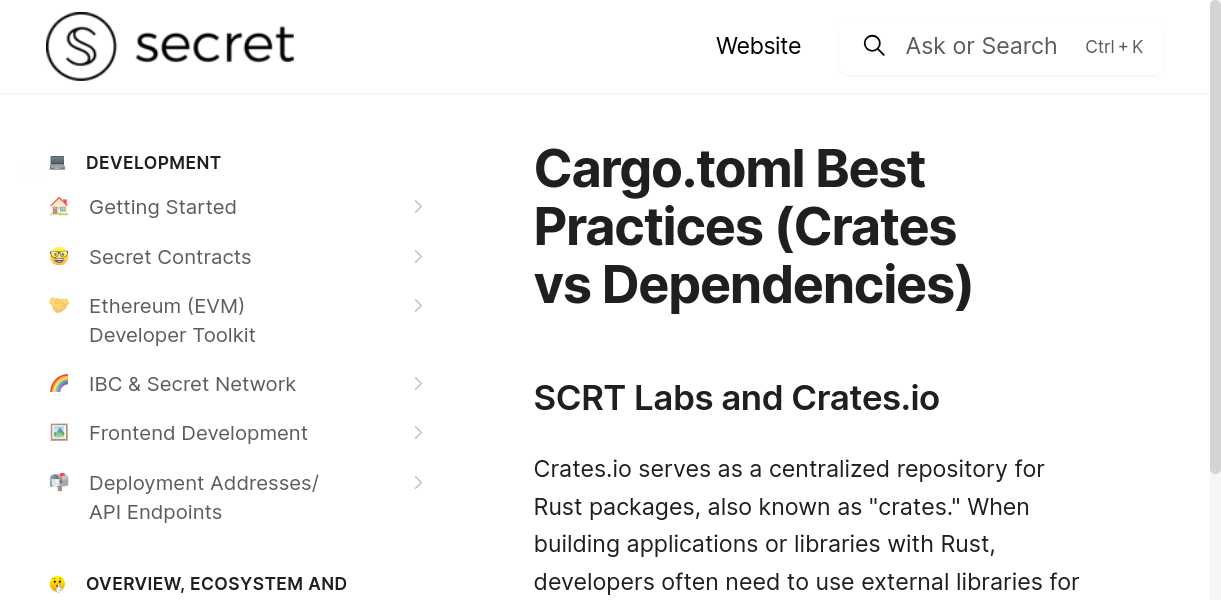 secret
Website
Ask or Search
Ctrl + K
DEVELOPMENT
Getting Started
Secret Contracts
Ethereum (EVM)
Developer Toolkit
IBC & Secret Network
Frontend Development
Deployment Addresses/
API Endpoints
OVERVIEW, ECOSYSTEM AND
Cargo.toml Best
Practices (Crates
vs Dependencies)
SCRT Labs and Crates.io
Crates.io serves as a centralized repository for
Rust packages, also known as "crates." When
building applications or libraries with Rust,
developers often need to use external libraries for